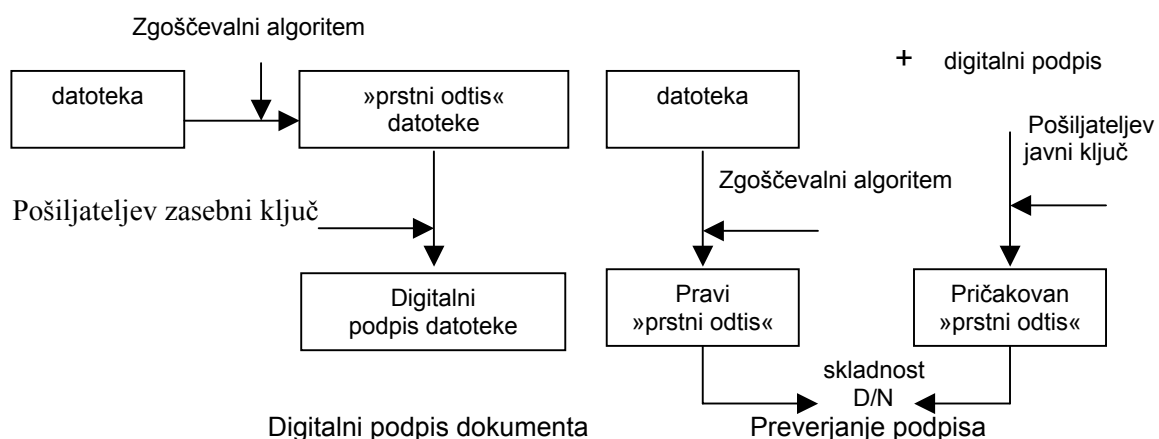 Zgoščevalni algoritem
datoteka
»prstni odtis«
datoteke
Pošiljateljev zasebni ključ
Digitalni
podpis datoteke
Digitalni podpis dokumenta
datoteka
+ digitalni podpis
Pošiljateljev
javni ključ
Zgoščevalni algoritem
Pravi
»prstni odtis«
Pričakovan
»prstni odtis«
skladnost
D/N
Preverjanje podpisa